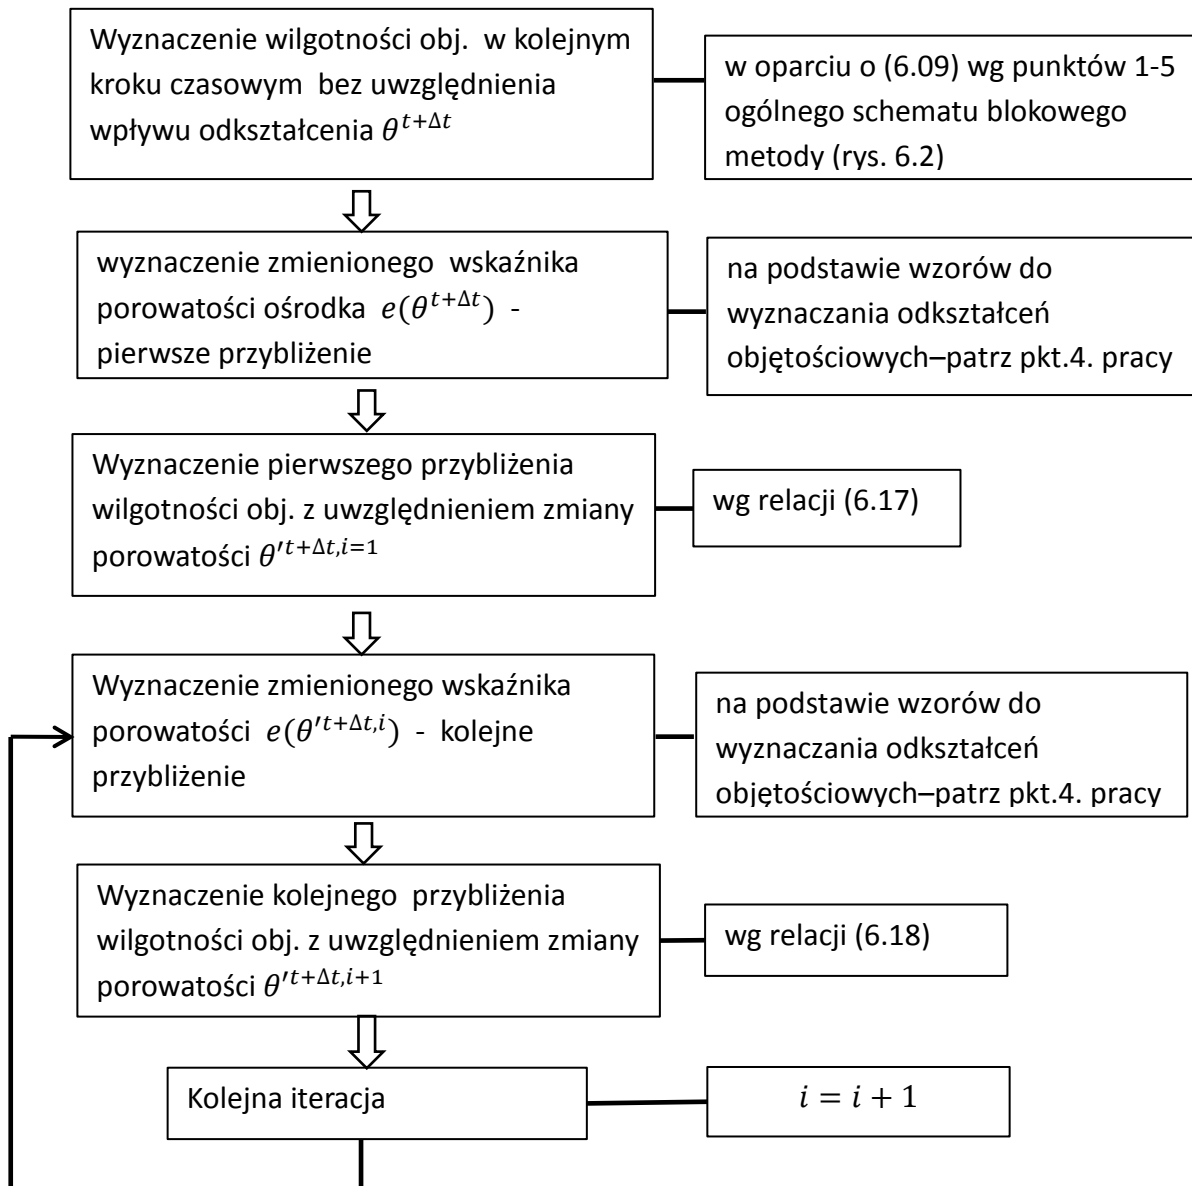 Wyznaczenie wilgotności obj. w kolejnym
kroku czasowym bez uwzględnienia
wpływu odkształcenia θ^{t+Δt}
w oparciu o (6.09) wg punktów 1-5
ogólnego schematu blokowego
metody (rys. 6.2)
wyznaczenie zmienionego wskaźnika
porowatości ośrodka e(θ^{t+Δt}) -
pierwsze przybliżenie
na podstawie wzorów do
wyznaczania odkształceń
objętościowych–patrz pkt.4. pracy
Wyznaczenie pierwszego przybliżenia
wilgotności obj. z uwzględnieniem zmiany
porowatości θ′^{t+Δt,i=1}
wg relacji (6.17)
Wyznaczenie zmienionego wskaźnika
porowatości e(θ′^{t+Δt,i}) - kolejne
przybliżenie
na podstawie wzorów do
wyznaczania odkształceń
objętościowych–patrz pkt.4. pracy
Wyznaczenie kolejnego przybliżenia
wilgotności obj. z uwzględnieniem zmiany
porowatości θ′^{t+Δt,i+1}
wg relacji (6.18)
Kolejna iteracja
i = i + 1